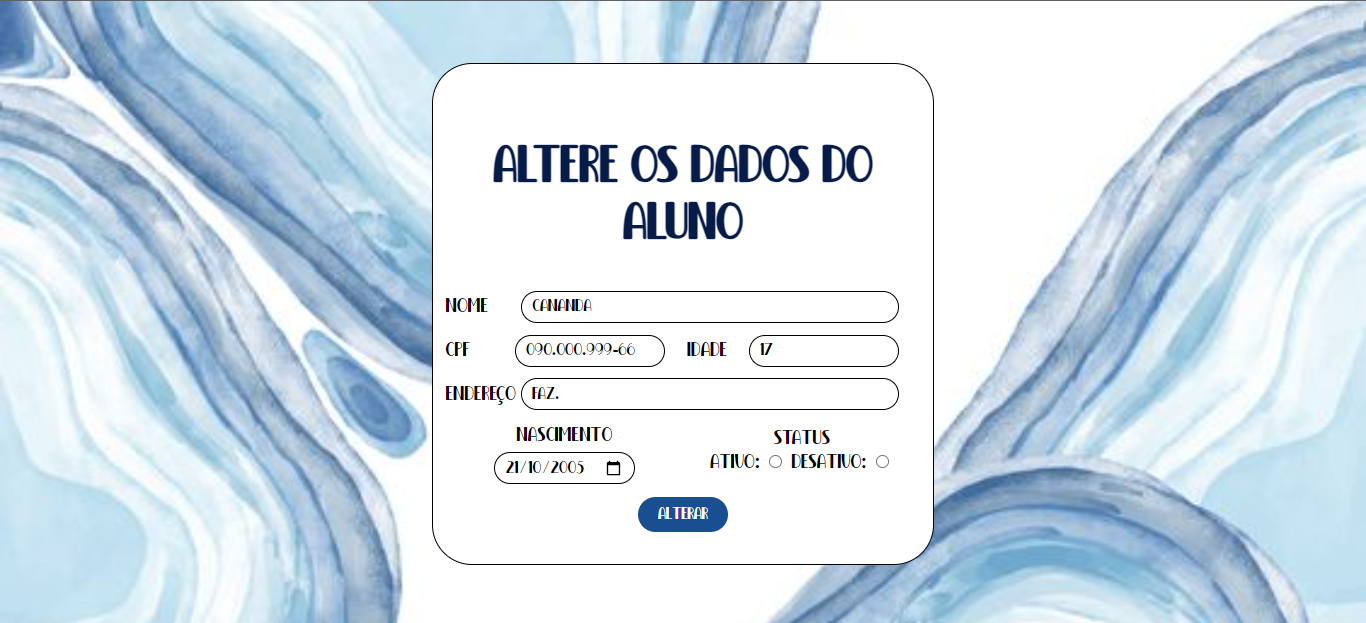 ALTERE OS DADOS DO
ALUNO
NOME CANANDA
CPF 090.000.999-66 IDADE 17
ENDEREÇO FAZ.
NASCIMENTO STATUS
21/10/2005 ATIVO: DESATIVO:
ALTERAR